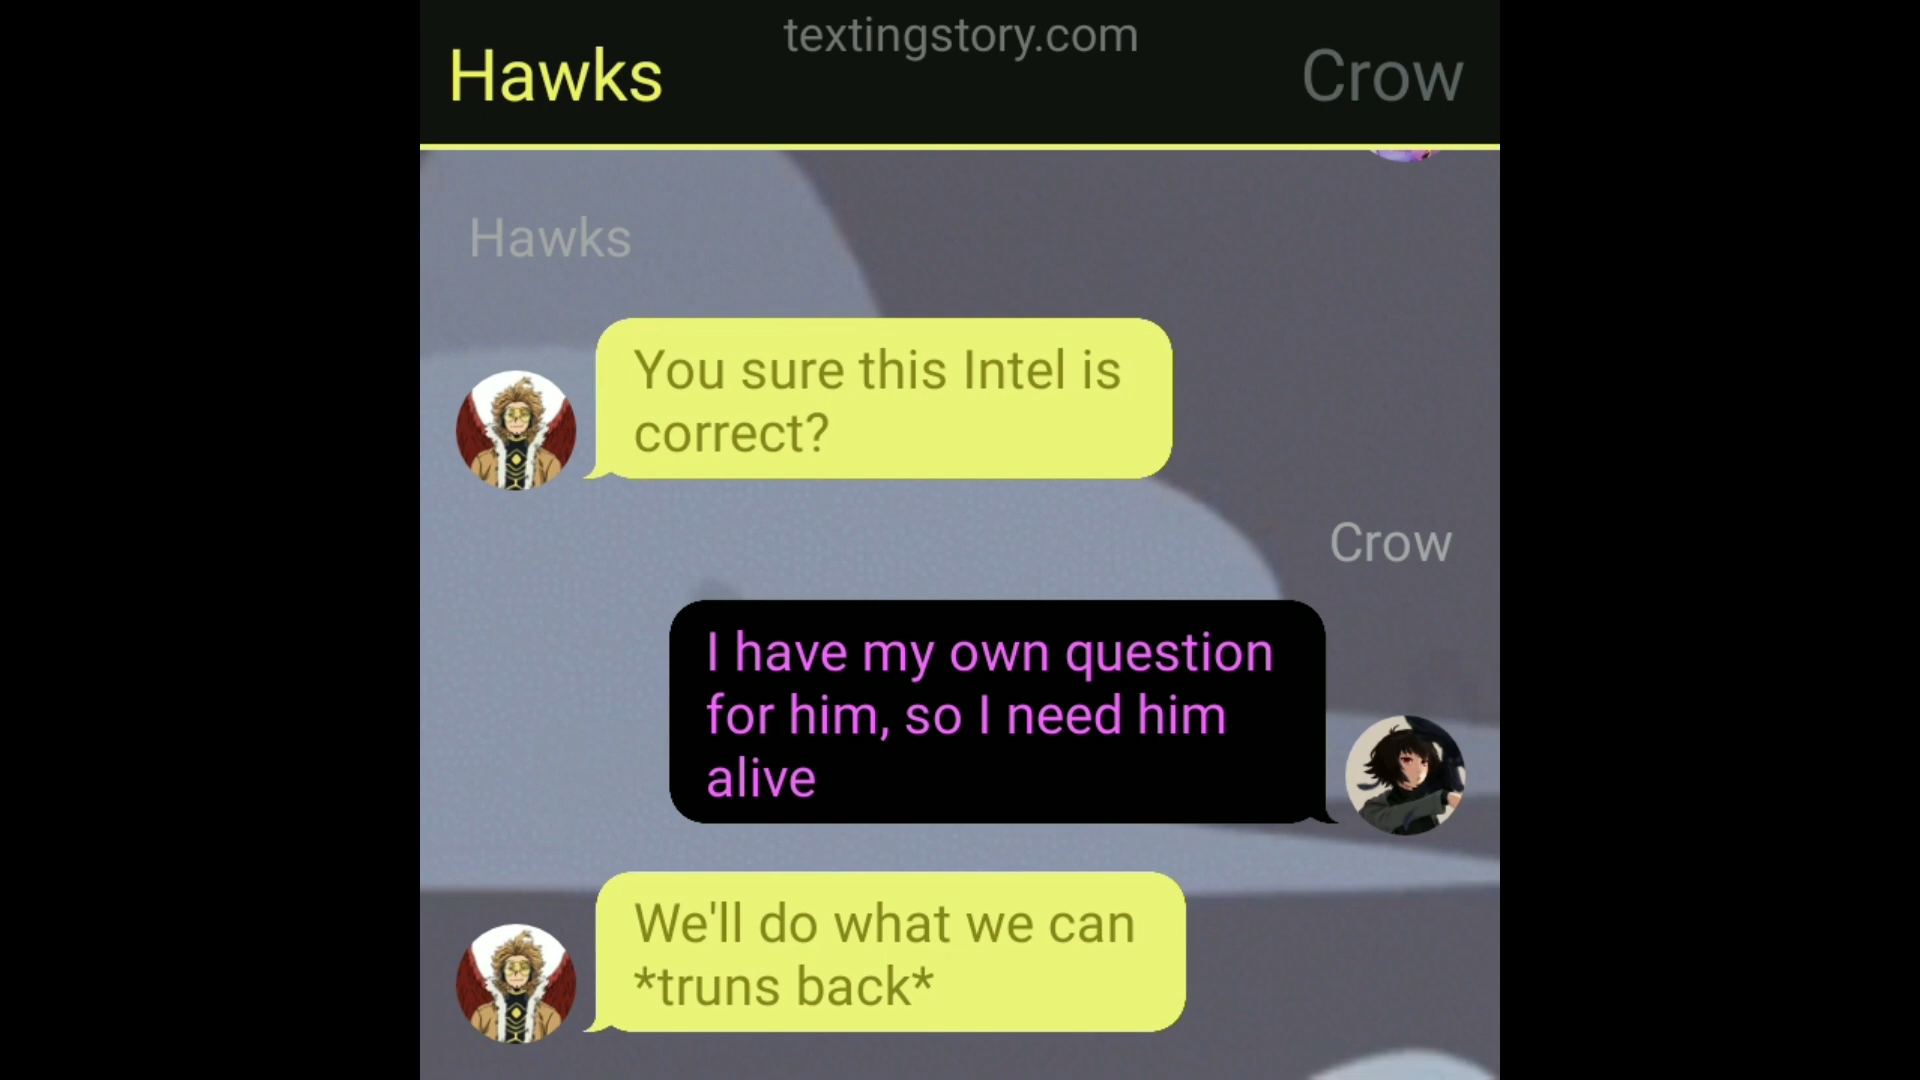 textingstory.com
Hawks
Crow
Hawks
You sure this Intel is
correct?
Crow
I have my own question
for him, so I need him
alive
We'll do what we can
*truns back*